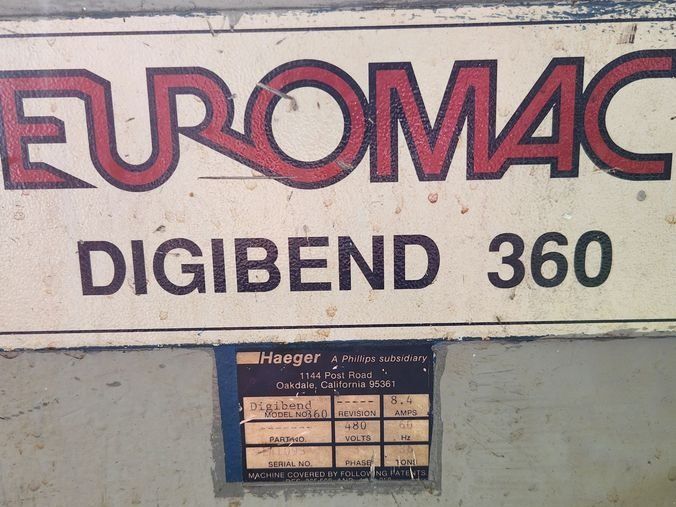 EUROMAC
DIGIBEND 360
Haeger A Phillips subsidiary
1144 Post Road
Oakdale, California 95361
Digibend 360 ----- 8.4
MODEL NO. REVISION AMPS
------- 480 60
PART NO. VOLTS Hz
SERIAL NO. PHASE TONS
MACHINE COVERED BY FOLLOWING PATENTS